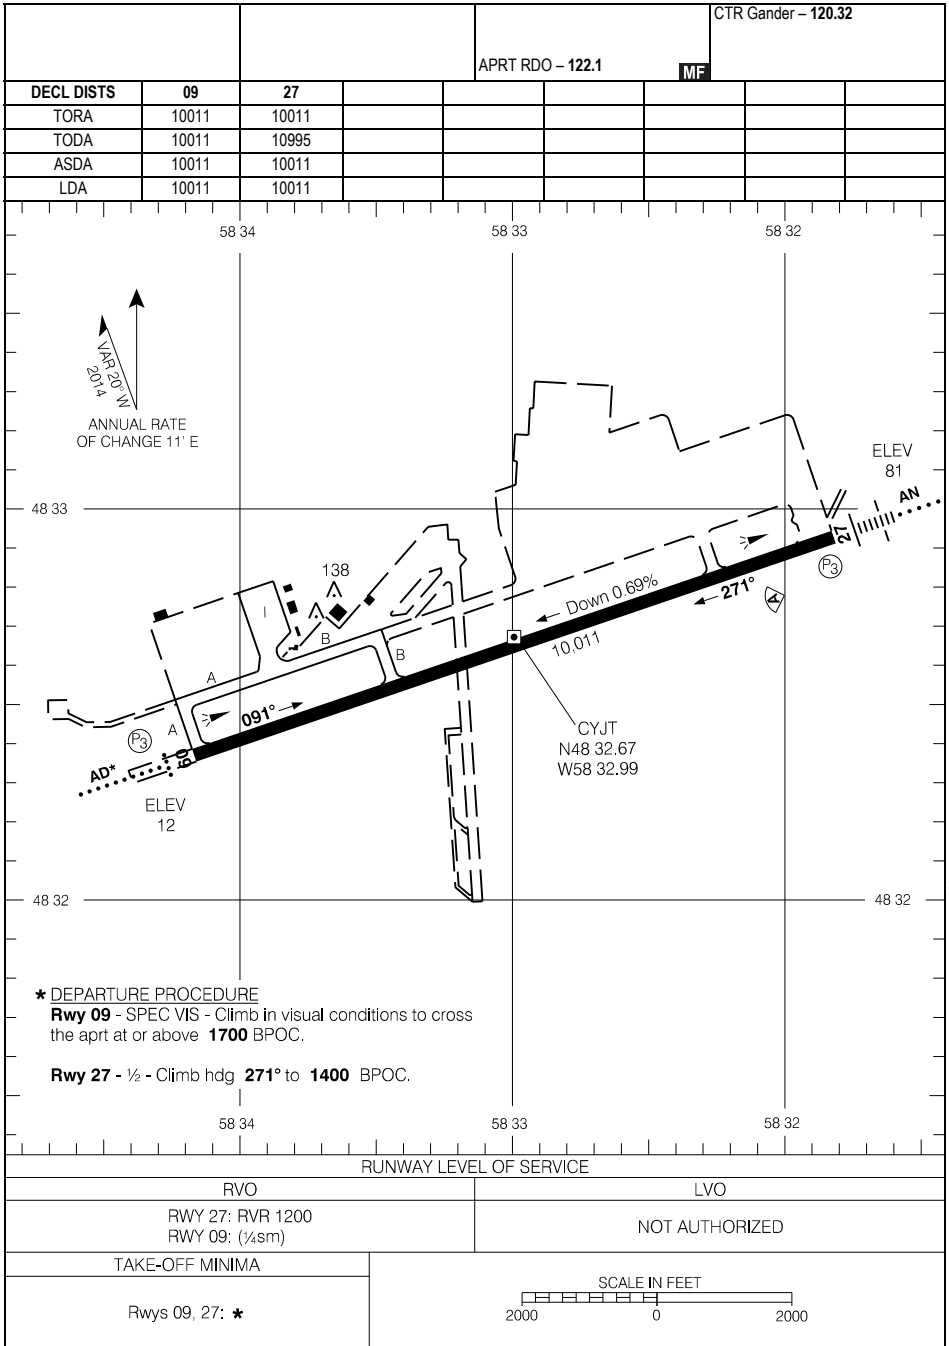 CTR Gander – 120.32
APRT RDO – 122.1 MF
DECL DISTS 09 27
TORA 10011 10011
TODA 10011 10995
ASDA 10011 10011
LDA 10011 10011
58 34 58 33 58 32
VAR 20° W
2014
ANNUAL RATE
OF CHANGE 11' E
ELEV
81
AN
48 33
27
P3
138
Down 0.69%
271°
A
I
B
10,011
B
A
091°
A
CYJT
N48 32.67
W58 32.99
P3
09
AD*
ELEV
12
48 32 48 32
* DEPARTURE PROCEDURE
Rwy 09 - SPEC VIS - Climb in visual conditions to cross
the aprt at or above 1700 BPOC.
Rwy 27 - ½ - Climb hdg 271° to 1400 BPOC.
58 34 58 33 58 32
RUNWAY LEVEL OF SERVICE
RVO LVO
RWY 27: RVR 1200
RWY 09: (¼sm)
NOT AUTHORIZED
TAKE-OFF MINIMA
Rwys 09, 27: *
SCALE IN FEET
2000 0 2000